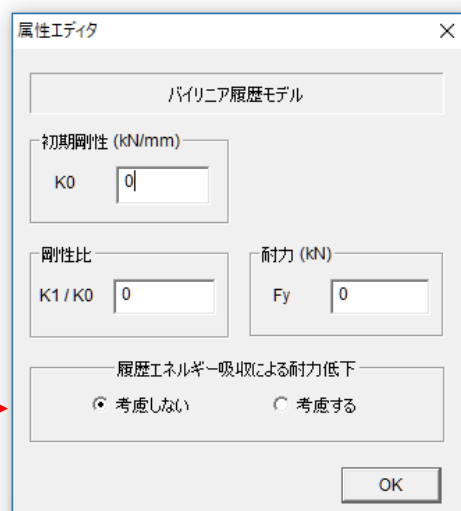 属性エディタ
バイリニア履歴モデル
初期剛性 (kN/mm)
K0 0
剛性比
K1 / K0 0
耐力 (kN)
Fy 0
履歴エネルギー吸収による耐力低下
考慮しない 考慮する
OK